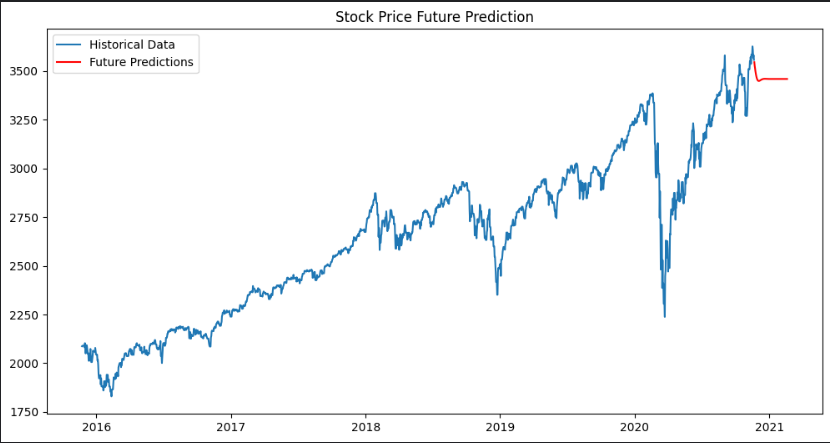 Stock Price Future Prediction
Historical Data
Future Predictions
3500
3250
3000
2750
2500
2250
2000
1750
2016 2017 2018 2019 2020 2021